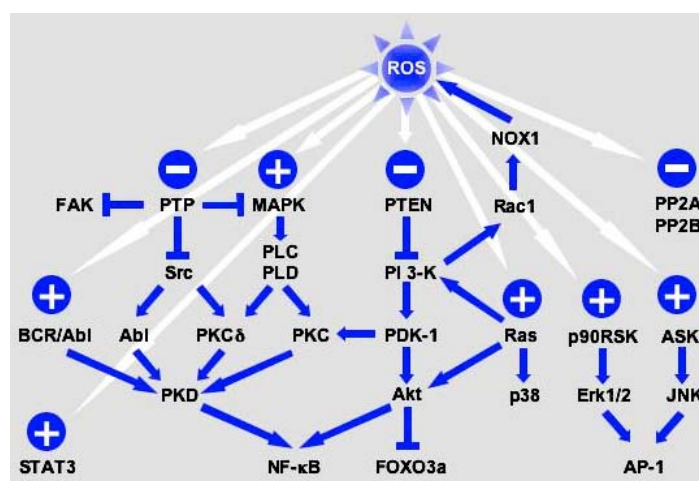 ROS
NOX1
FAK
PTP
MAPK
PTEN
Rac1
PP2A
PP2B
PLC
PLD
Src
PI 3-K
BCR/Abl
Abl
PKCδ
PKC
PDK-1
Ras
p90RSK
ASK
PKD
Akt
p38
Erk1/2
JNK
STAT3
NF-κB
FOXO3a
AP-1